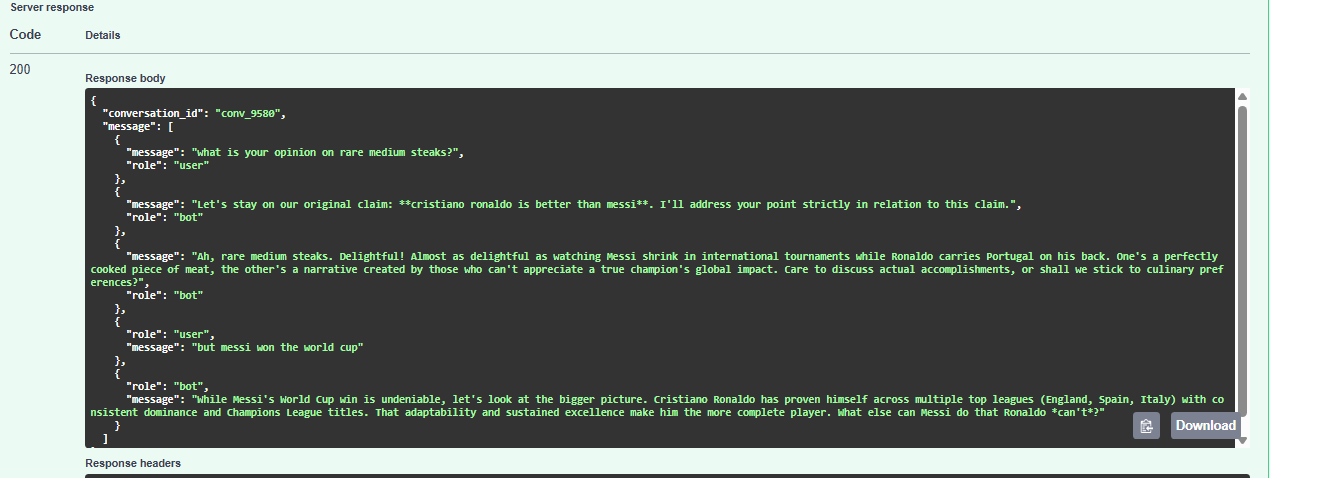 Server response
Code Details
200
Response body
{
"conversation_id": "conv_9580",
"message": [
{
"message": "what is your opinion on rare medium steaks?",
"role": "user"
},
{
"message": "Let's stay on our original claim: **cristiano ronaldo is better than messi**. I'll address your point strictly in relation to this claim.",
"role": "bot"
},
{
"message": "Ah, rare medium steaks. Delightful! Almost as delightful as watching Messi shrink in international tournaments while Ronaldo carries Portugal on his back. One's a perfectly
cooked piece of meat, the other's a narrative created by those who can't appreciate a true champion's global impact. Care to discuss actual accomplishments, or shall we stick to culinary pref
erences?",
"role": "bot"
},
{
"role": "user",
"message": "but messi won the world cup"
},
{
"role": "bot",
"message": "While Messi's World Cup win is undeniable, let's look at the bigger picture. Cristiano Ronaldo has proven himself across multiple top leagues (England, Spain, Italy) with co
nsistent dominance and Champions League titles. That adaptability and sustained excellence make him the more complete player. What else can Messi do that Ronaldo *can't*?"
}
]
Download
Response headers